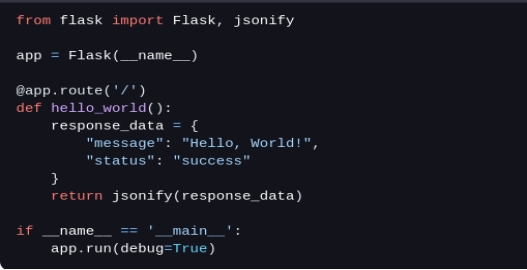 from flask import Flask, jsonify

app = Flask(__name__)

@app.route('/')
def hello_world():
    response_data = {
        "message": "Hello, World!",
        "status": "success"
    }
    return jsonify(response_data)

if __name__ == '__main__':
    app.run(debug=True)